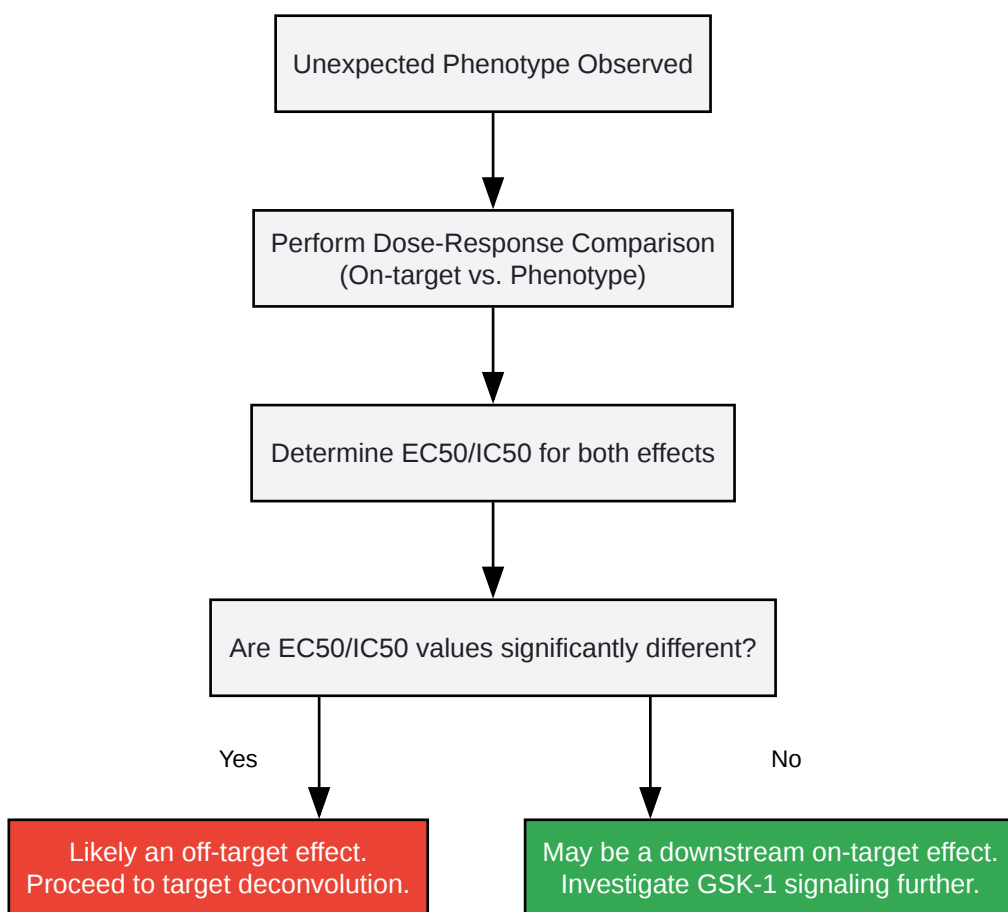 Unexpected Phenotype Observed
Perform Dose-Response Comparison
(On-target vs. Phenotype)
Determine EC50/IC50 for both effects
Are EC50/IC50 values significantly different?
Yes
No
Likely an off-target effect.
Proceed to target deconvolution.
May be a downstream on-target effect.
Investigate GSK-1 signaling further.